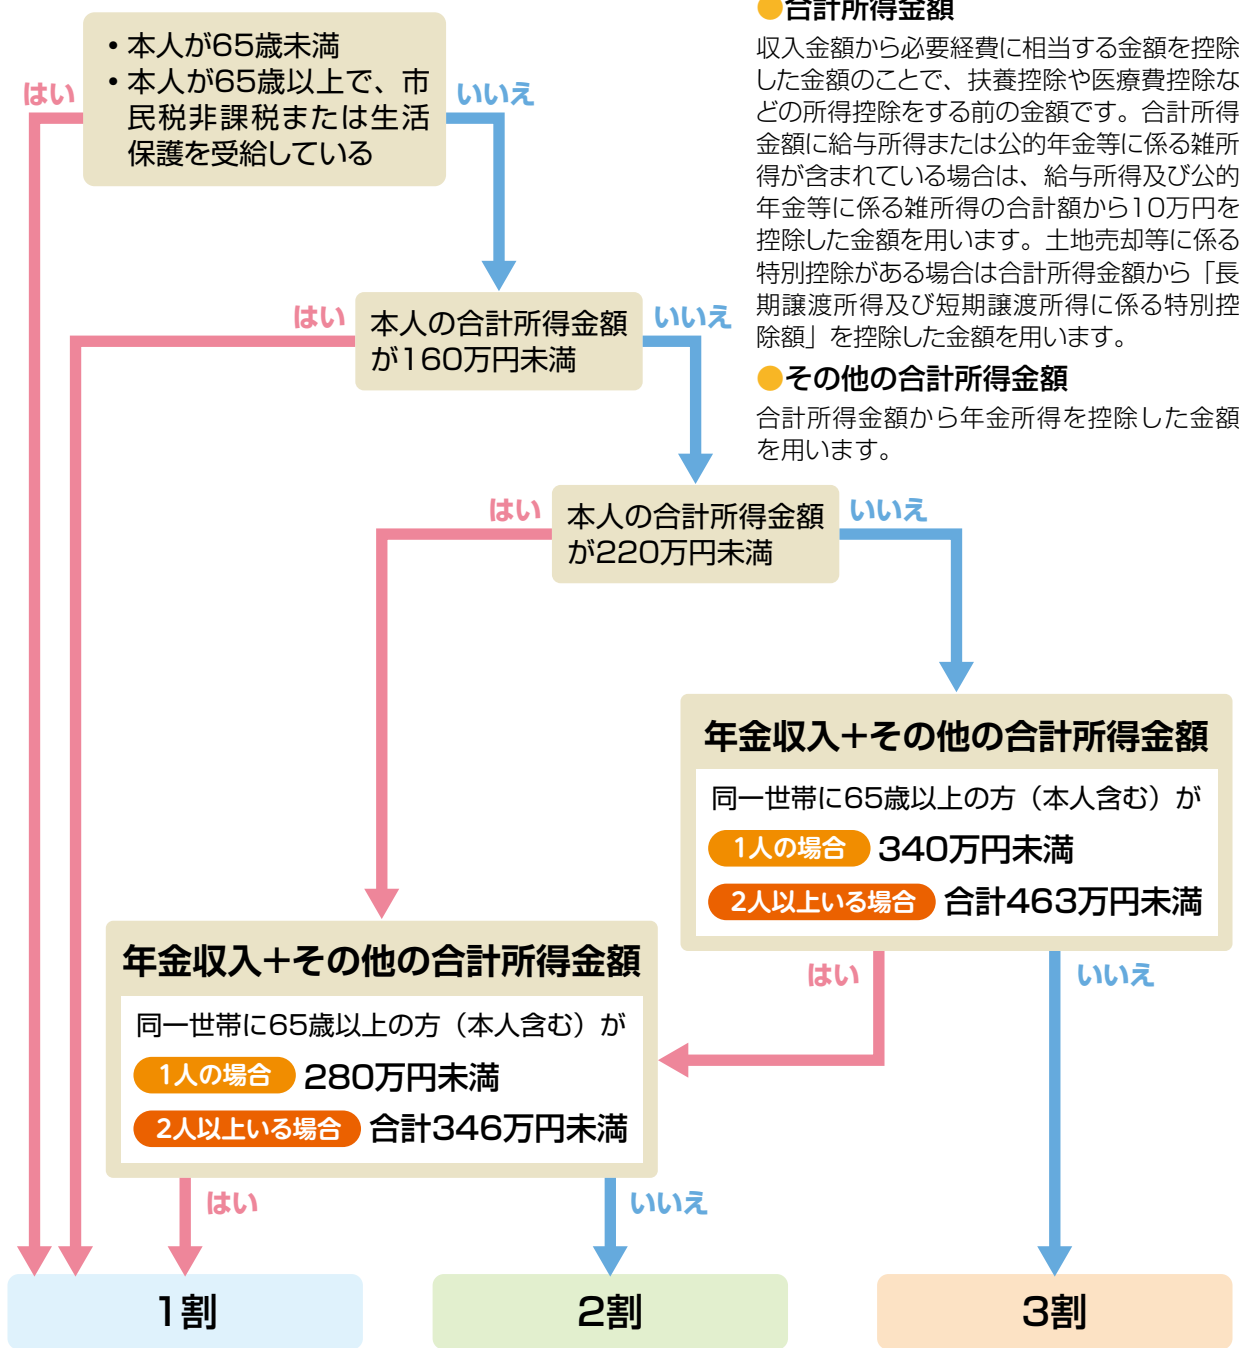 ・本人が65歳未満
・本人が65歳以上で、市
民税非課税または生活
保護を受給している
はい
いいえ
●合計所得金額
収入金額から必要経費に相当する金額を控除
した金額のことで、扶養控除や医療費控除な
どの所得控除をする前の金額です。合計所得
金額に給与所得または公的年金等に係る雑所
得が含まれている場合は、給与所得及び公的
年金等に係る雑所得の合計額から10万円を
控除した金額を用います。土地売却等に係る
特別控除がある場合は合計所得金額から「長
期譲渡所得及び短期譲渡所得に係る特別控
除額」を控除した金額を用います。
●その他の合計所得金額
合計所得金額から年金所得を控除した金額
を用います。
はい
本人の合計所得金額
が160万円未満
いいえ
はい
本人の合計所得金額
が220万円未満
いいえ
年金収入＋その他の合計所得金額
同一世帯に65歳以上の方（本人含む）が
1人の場合 340万円未満
2人以上いる場合 合計463万円未満
はい
いいえ
年金収入＋その他の合計所得金額
同一世帯に65歳以上の方（本人含む）が
1人の場合 280万円未満
2人以上いる場合 合計346万円未満
はい
いいえ
1割
2割
3割